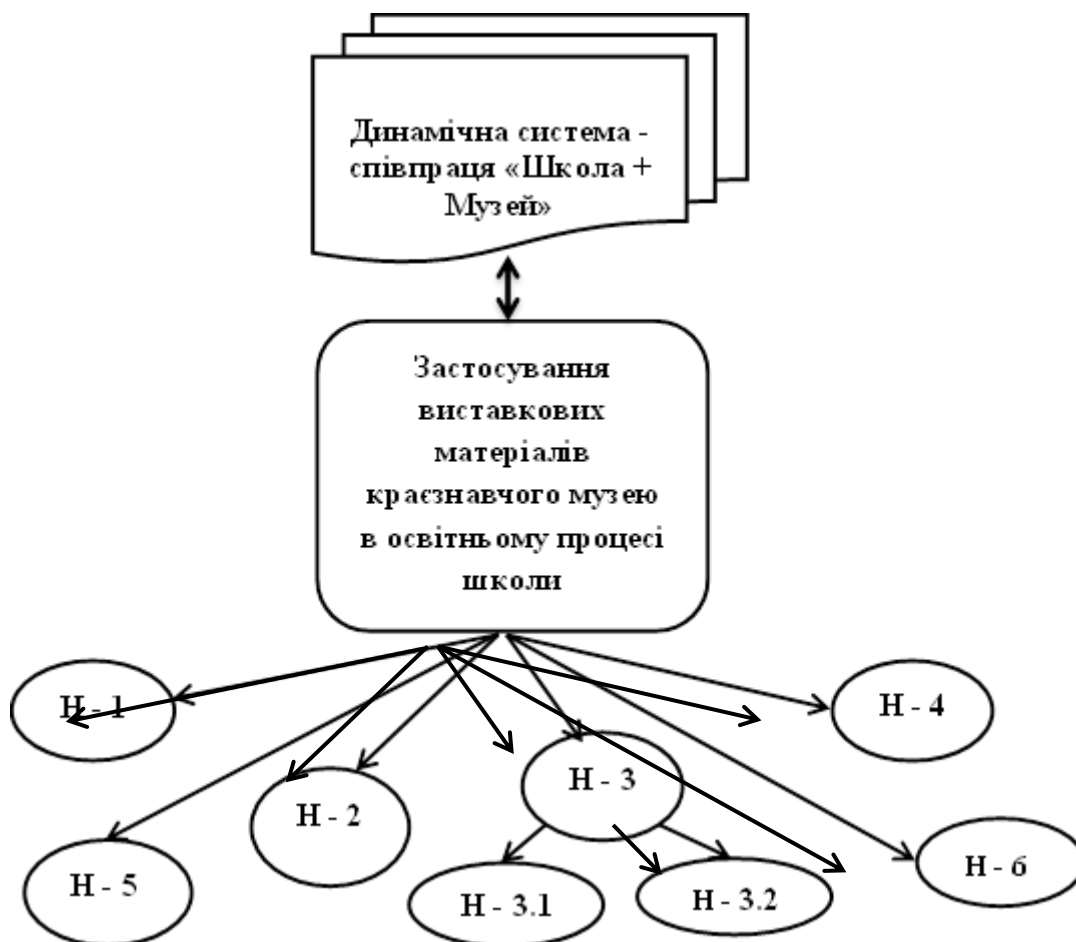 Динамічна система -
співпраця «Школа +
Музей»
Застосування
виставкових
матеріалів
краєзнавчого музею
в освітньому процесі
школи
Н - 1
Н - 4
Н - 3
Н - 2
Н - 5
Н - 6
Н - 3.1
Н - 3.2